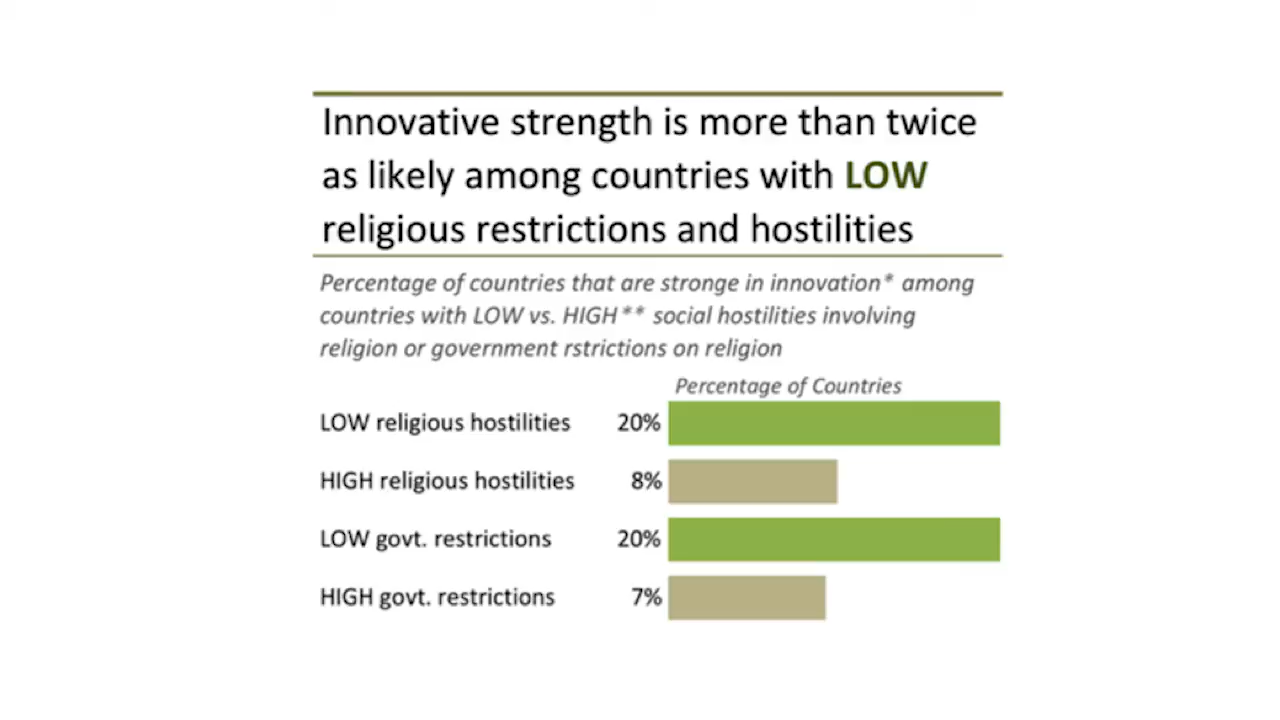 Innovative strength is more than twice
as likely among countries with LOW
religious restrictions and hostilities
Percentage of countries that are stronge in innovation* among
countries with LOW vs. HIGH** social hostilities involving
religion or government rstrictions on religion
Percentage of Countries
LOW religious hostilities 20%
HIGH religious hostilities 8%
LOW govt. restrictions 20%
HIGH govt. restrictions 7%